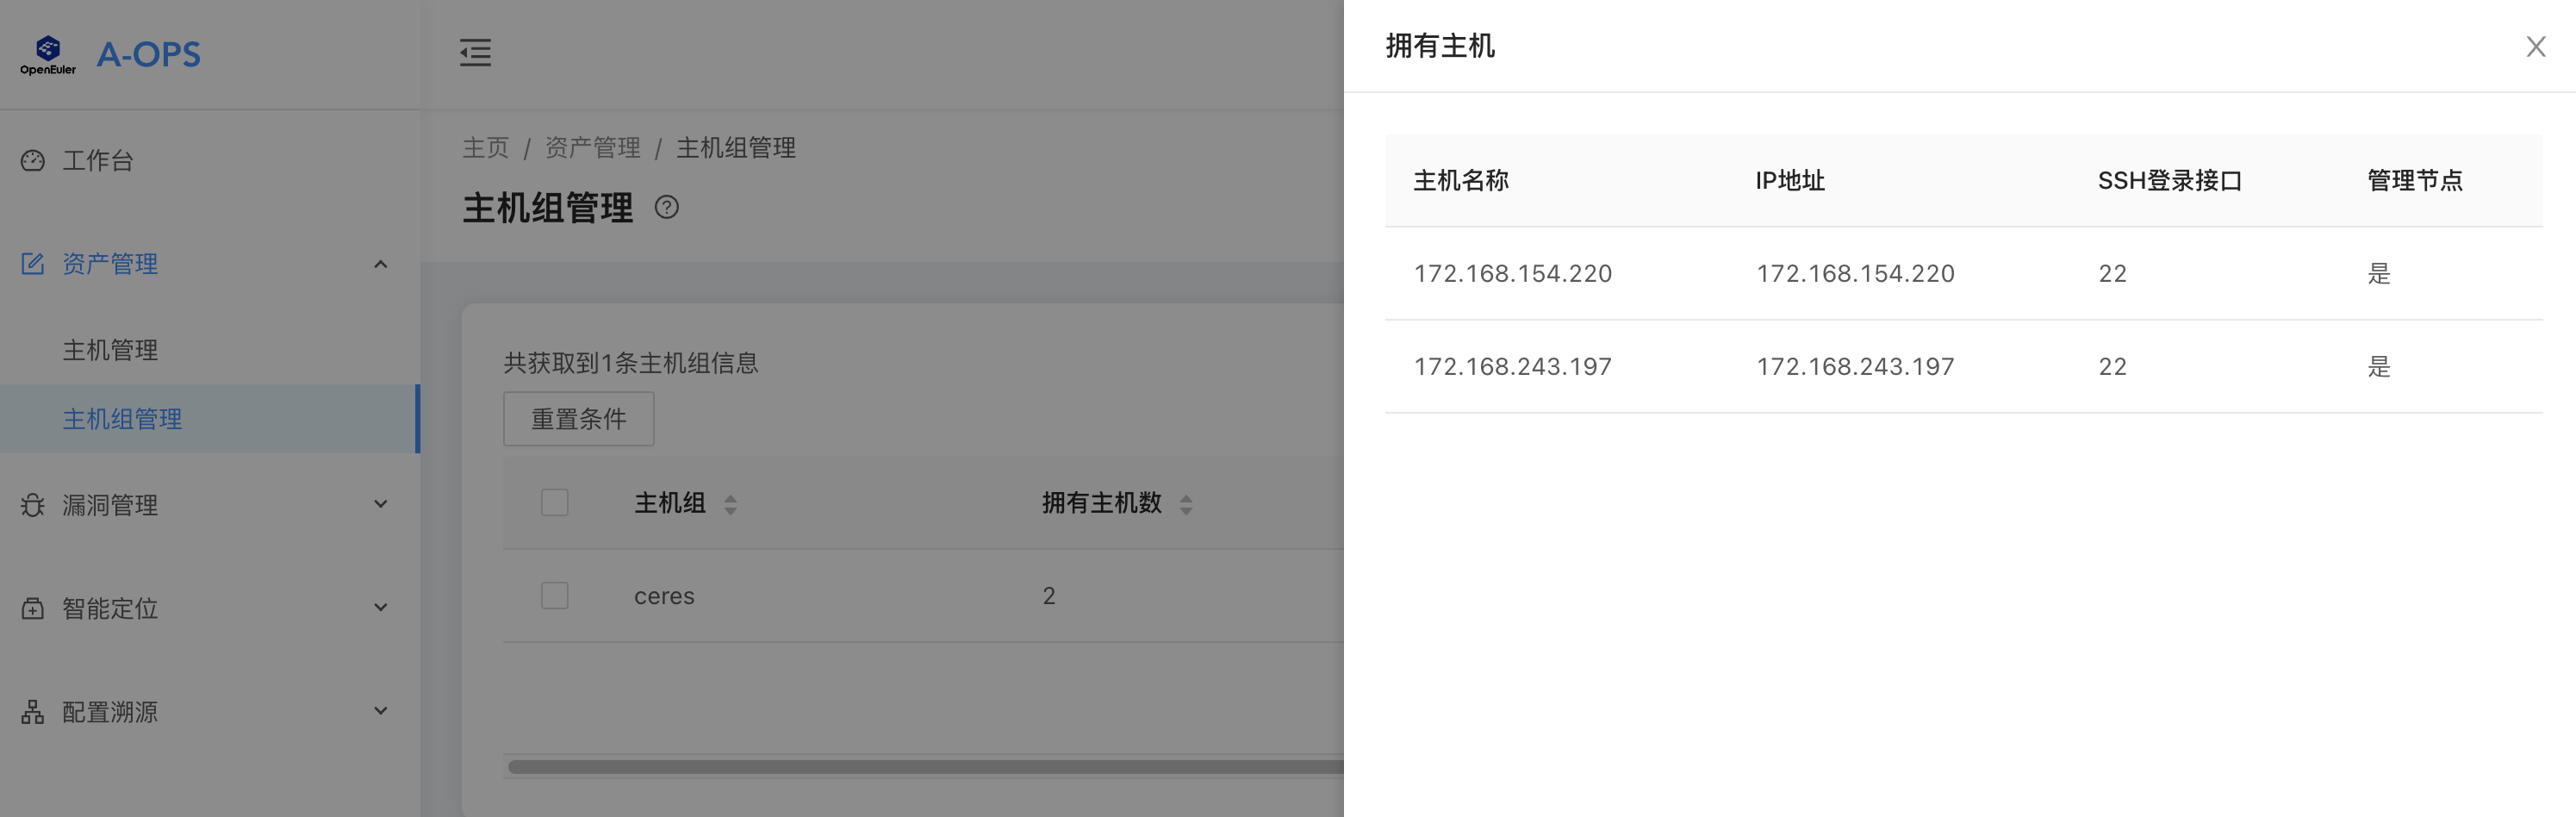 OpenEuler
A-OPS
工作台
资产管理
主机管理
主机组管理
漏洞管理
智能定位
配置溯源
主页 / 资产管理 / 主机组管理
主机组管理
共获取到1条主机组信息
重置条件
主机组 拥有主机数
ceres 2
拥有主机
主机名称 IP地址 SSH登录接口 管理节点
172.168.154.220 172.168.154.220 22 是
172.168.243.197 172.168.243.197 22 是